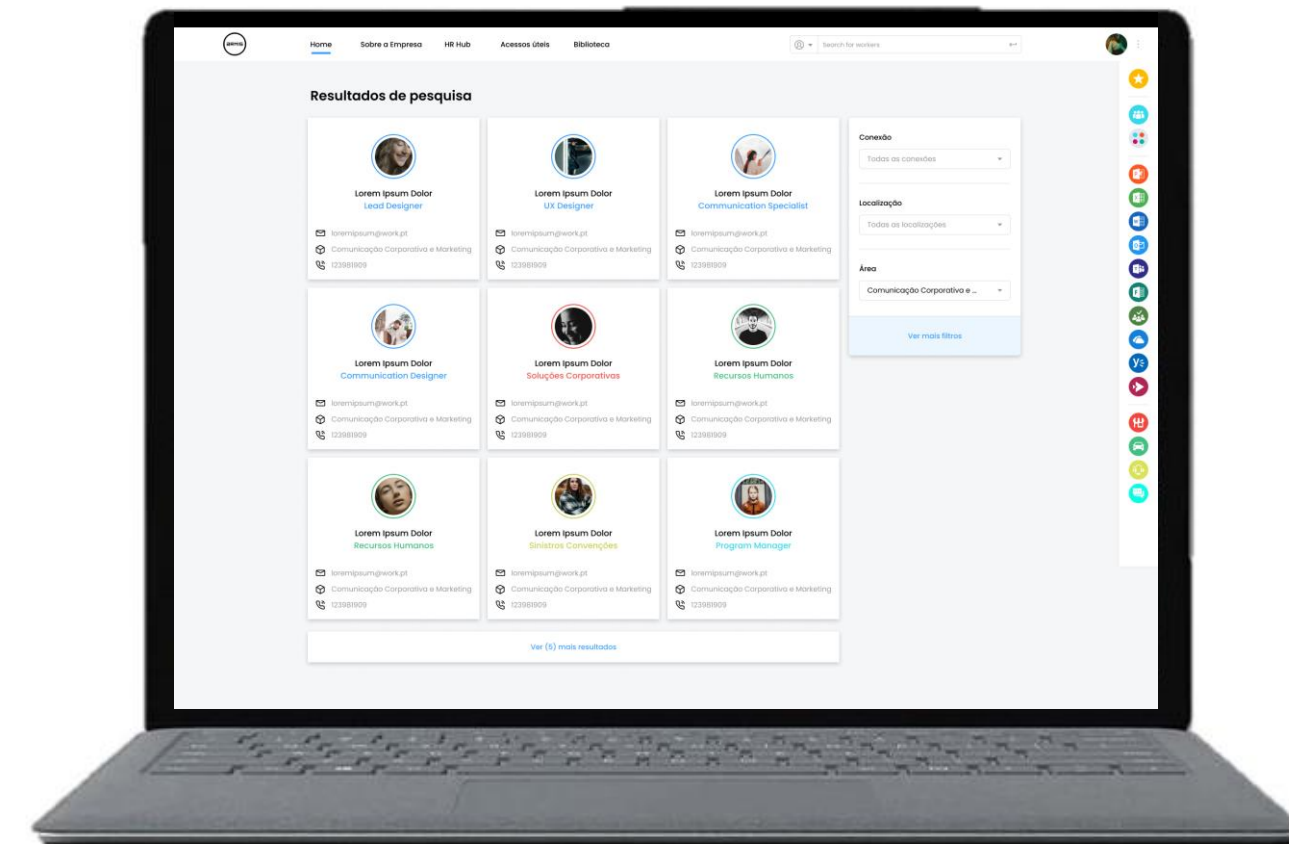 ARMIS
Home Sobre a Empresa HR Hub Acessos úteis Biblioteca
Search for workers
Resultados de pesquisa
Lorem Ipsum Dolor
Lead Designer
loremipsum@work.pt
Comunicação Corporativa e Marketing
123981909
Lorem Ipsum Dolor
UX Designer
loremipsum@work.pt
Comunicação Corporativa e Marketing
123981909
Lorem Ipsum Dolor
Communication Specialist
loremipsum@work.pt
Comunicação Corporativa e Marketing
123981909
Lorem Ipsum Dolor
Communication Designer
loremipsum@work.pt
Comunicação Corporativa e Marketing
123981909
Lorem Ipsum Dolor
Soluções Corporativas
loremipsum@work.pt
Comunicação Corporativa e Marketing
123981909
Lorem Ipsum Dolor
Recursos Humanos
loremipsum@work.pt
Comunicação Corporativa e Marketing
123981909
Lorem Ipsum Dolor
Recursos Humanos
loremipsum@work.pt
Comunicação Corporativa e Marketing
123981909
Lorem Ipsum Dolor
Sinistros Convenções
loremipsum@work.pt
Comunicação Corporativa e Marketing
123981909
Lorem Ipsum Dolor
Program Manager
loremipsum@work.pt
Comunicação Corporativa e Marketing
123981909
Ver (5) mais resultados
Conexão
Todas as conexões
Localização
Todas as localizações
Área
Comunicação Corporativa e ...
Ver mais filtros